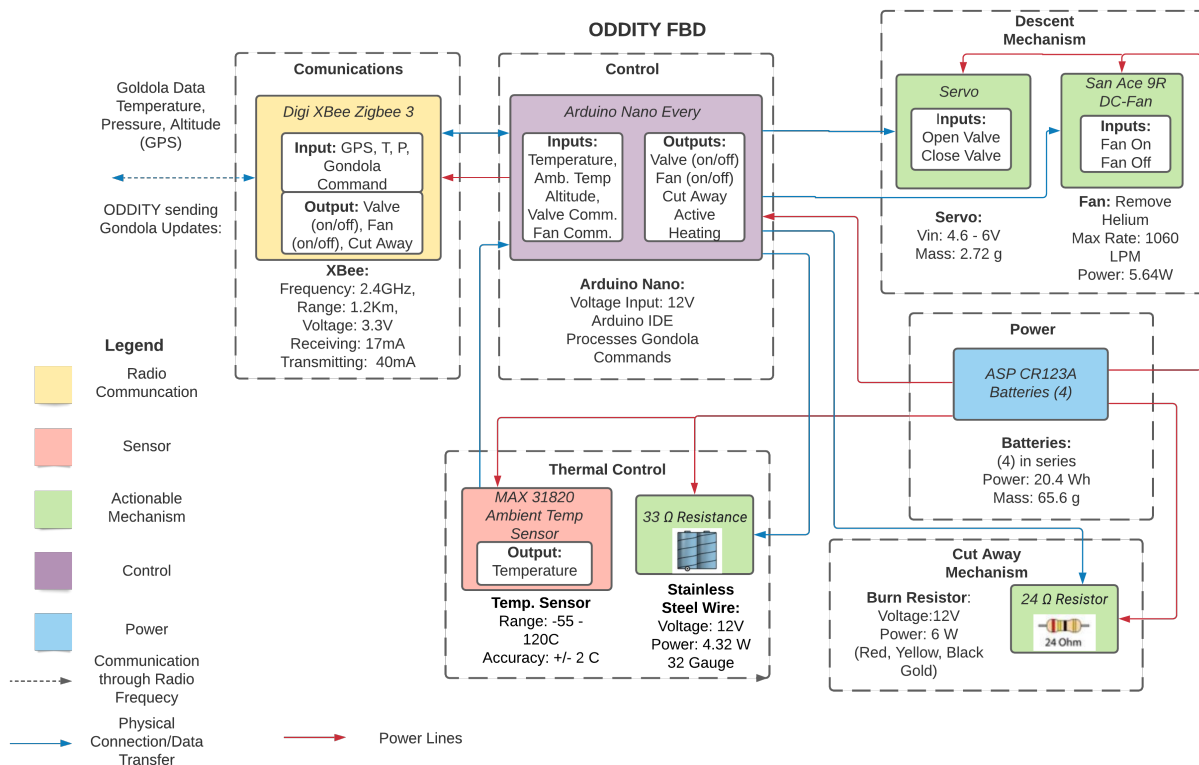 ODDITY FBD
Goldola Data
Temperature,
Pressure, Altitude
(GPS)
ODDITY sending
Gondola Updates:
Comunications
Digi XBee Zigbee 3
Input: GPS, T, P,
Gondola
Command
Output: Valve
(on/off), Fan
(on/off), Cut Away
XBee:
Frequency: 2.4GHz,
Range: 1.2Km,
Voltage: 3.3V
Receiving: 17mA
Transmitting: 40mA
Control
Arduino Nano Every
Inputs:
Temperature,
Amb. Temp
Altitude,
Valve Comm.
Fan Comm.
Outputs:
Valve (on/off)
Fan (on/off)
Cut Away
Active
Heating
Arduino Nano:
Voltage Input: 12V
Arduino IDE
Processes Gondola
Commands
Descent
Mechanism
Servo
Inputs:
Open Valve
Close Valve
Servo:
Vin: 4.6 - 6V
Mass: 2.72 g
San Ace 9R
DC-Fan
Inputs:
Fan On
Fan Off
Fan: Remove
Helium
Max Rate: 1060
LPM
Power: 5.64W
Power
ASP CR123A
Batteries (4)
Batteries:
(4) in series
Power: 20.4 Wh
Mass: 65.6 g
Thermal Control
MAX 31820
Ambient Temp
Sensor
Output:
Temperature
Temp. Sensor
Range: -55 -
120C
Accuracy: +/- 2 C
33 Ω Resistance
Stainless
Steel Wire:
Voltage: 12V
Power: 4.32 W
32 Gauge
Cut Away
Mechanism
Burn Resistor:
Voltage:12V
Power: 6 W
(Red, Yellow, Black
Gold)
24 Ω Resistor
24 Ohm
Legend
Radio
Communcation
Sensor
Actionable
Mechanism
Control
Power
Communication
through Radio
Frequecy
Physical
Connection/Data
Transfer
Power Lines